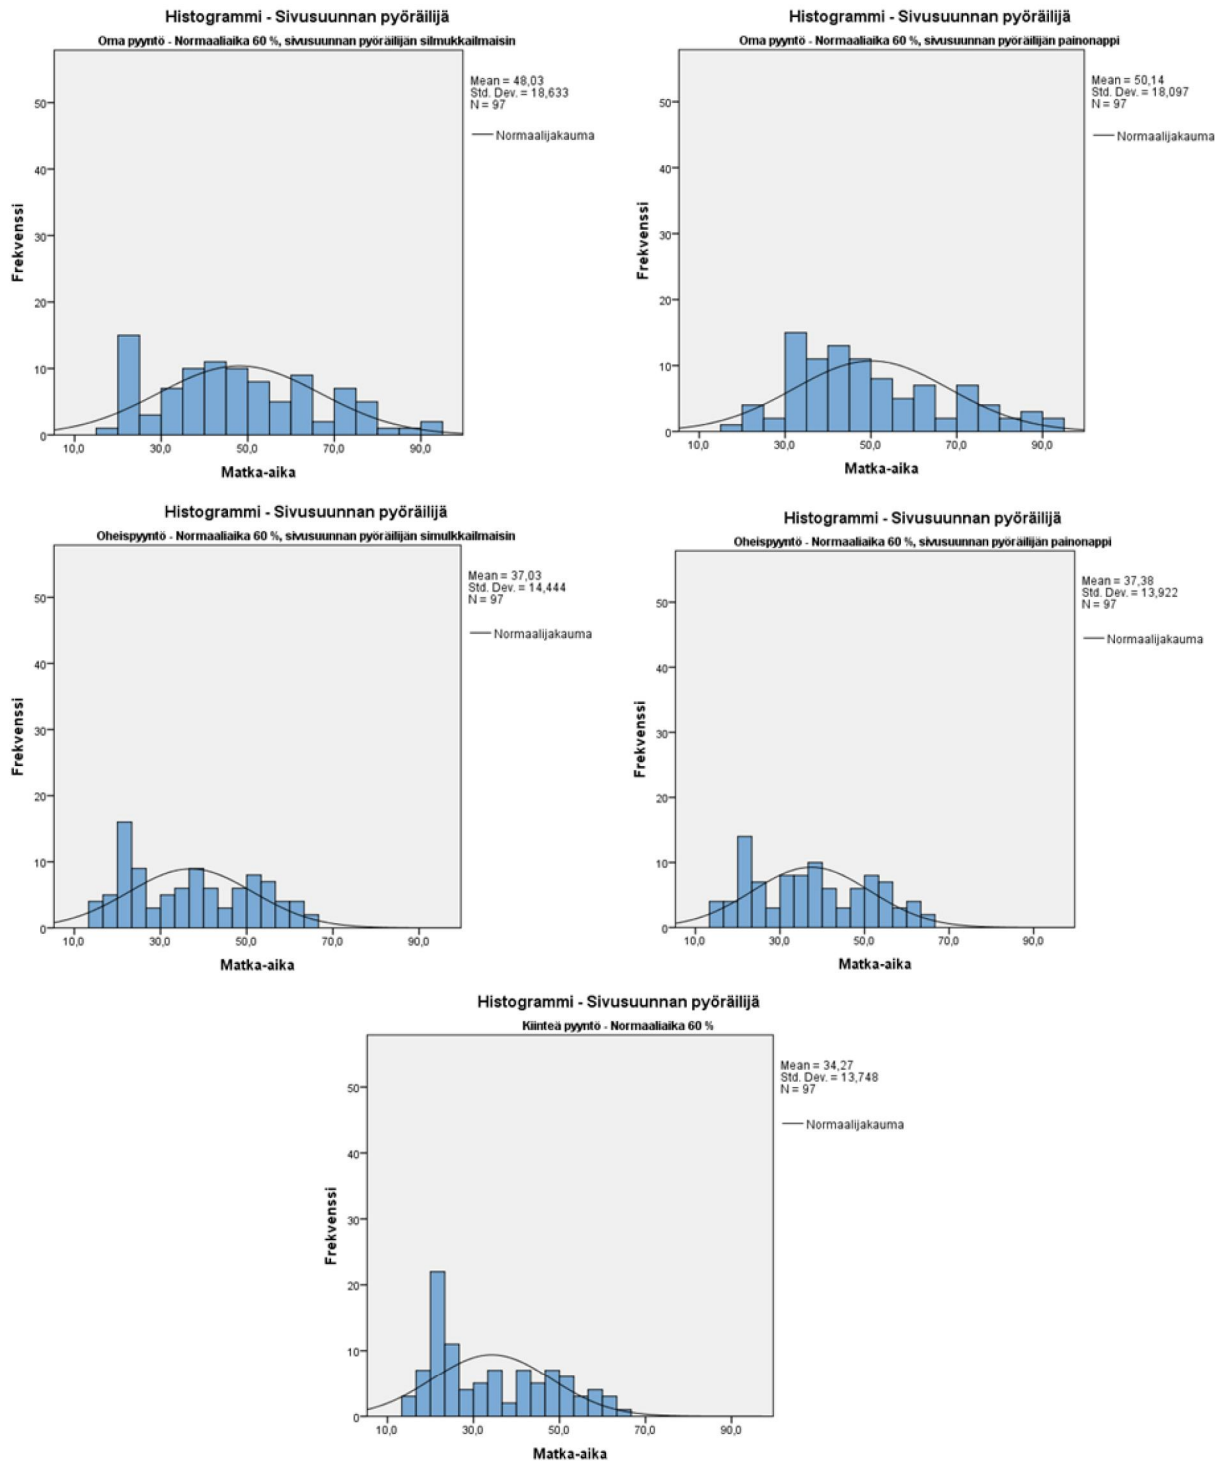 Histogrammi - Sivusuunnan pyöräilijä
Oma pyyntö - Normaaliaika 60 %, sivusuunnan pyöräilijän silmukkailmaisin
Mean = 48,03
Std. Dev. = 18,633
N = 97
Normaalijakauma
Frekvenssi
50
40
30
20
10
0
10,0 30,0 50,0 70,0 90,0
Matka-aika
Histogrammi - Sivusuunnan pyöräilijä
Oma pyyntö - Normaaliaika 60 %, sivusuunnan pyöräilijän painonappi
Mean = 50,14
Std. Dev. = 18,097
N = 97
Normaalijakauma
Frekvenssi
50
40
30
20
10
0
10,0 30,0 50,0 70,0 90,0
Matka-aika
Histogrammi - Sivusuunnan pyöräilijä
Oheispyyntö - Normaaliaika 60 %, sivusuunnan pyöräilijän simulkkailmaisin
Mean = 37,03
Std. Dev. = 14,444
N = 97
Normaalijakauma
Frekvenssi
50
40
30
20
10
0
10,0 30,0 50,0 70,0 90,0
Matka-aika
Histogrammi - Sivusuunnan pyöräilijä
Oheispyyntö - Normaaliaika 60 %, sivusuunnan pyöräilijän painonappi
Mean = 37,38
Std. Dev. = 13,922
N = 97
Normaalijakauma
Frekvenssi
50
40
30
20
10
0
10,0 30,0 50,0 70,0 90,0
Matka-aika
Histogrammi - Sivusuunnan pyöräilijä
Kiinteä pyyntö - Normaaliaika 60 %
Mean = 34,27
Std. Dev. = 13,748
N = 97
Normaalijakauma
Frekvenssi
50
40
30
20
10
0
10,0 30,0 50,0 70,0 90,0
Matka-aika